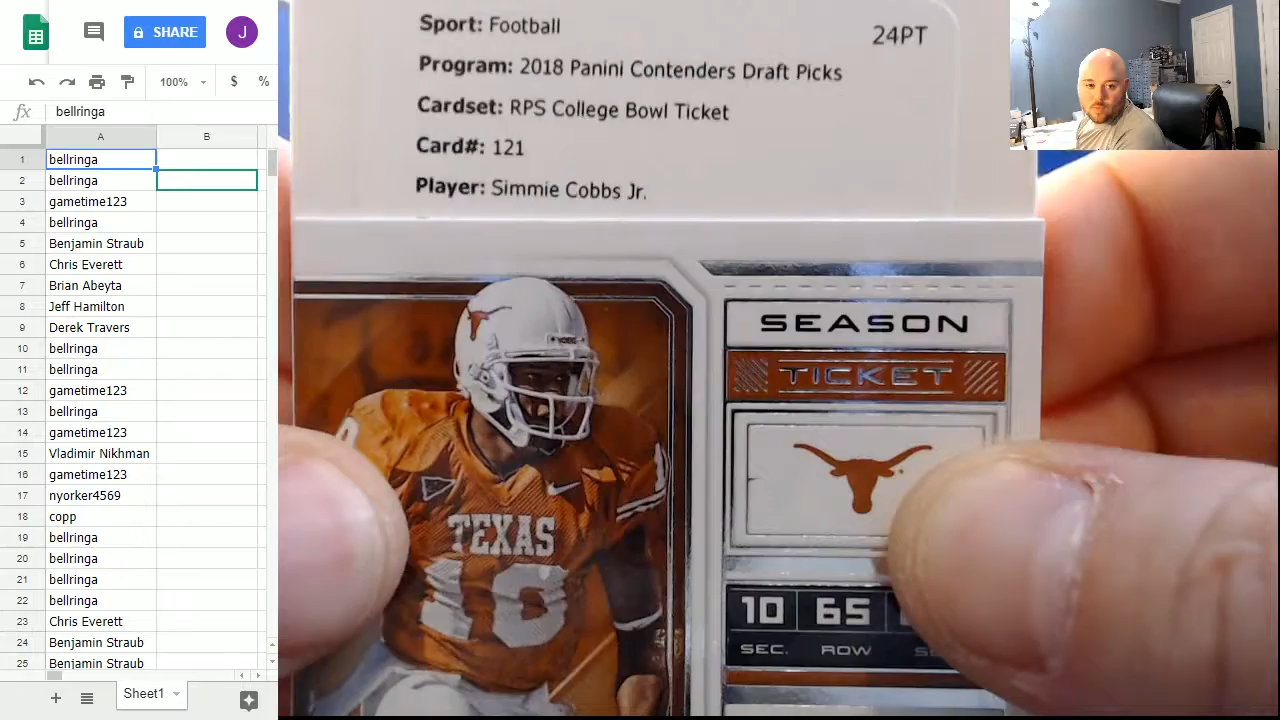 SHARE
J
100%
$
%
fx
bellringa
A
B
1
bellringa
2
bellringa
3
gametime123
4
bellringa
5
Benjamin Straub
6
Chris Everett
7
Brian Abeyta
8
Jeff Hamilton
9
Derek Travers
10
bellringa
11
bellringa
12
gametime123
13
bellringa
14
gametime123
15
Vladimir Nikhman
16
gametime123
17
nyorker4569
18
copp
19
bellringa
20
bellringa
21
bellringa
22
bellringa
23
Chris Everett
24
Benjamin Straub
25
Benjamin Straub
Sheet1
Sport: Football
24PT
Program: 2018 Panini Contenders Draft Picks
Cardset: RPS College Bowl Ticket
Card#: 121
Player: Simmie Cobbs Jr.
SEASON
TICKET
TEXAS
10
10 65
SEC. ROW